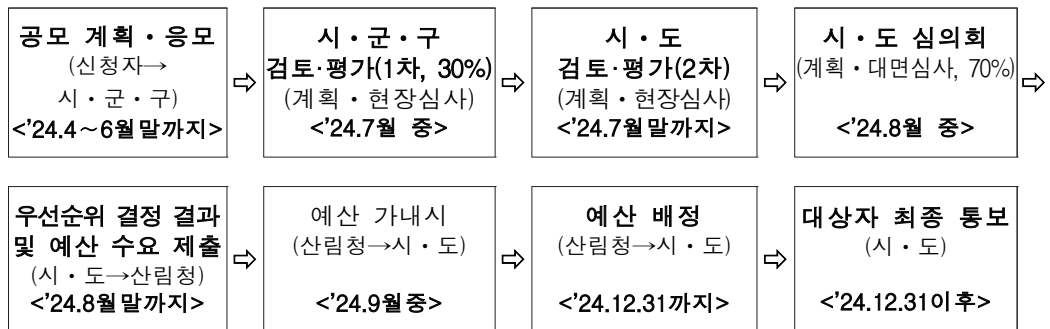 공모 계획・응모
(신청자→
시・군・구)
<’24.4～6월말까지>
⇨
시・군・구
검토·평가(1차, 30%)
(계획・현장심사)
<’24.7월 중>
⇨
시・도
검토·평가(2차)
(계획・현장심사)
<’24.7월말까지>
⇨
시・도 심의회
(계획・대면심사, 70%)
<’24.8월 중>
⇨
우선순위 결정 결과
및 예산 수요 제출
(시・도→산림청)
<’24.8월말까지>
⇨
예산 가내시
(산림청→시・도)
<’24.9월중>
⇨
예산 배정
(산림청→시・도)
<’24.12.31까지>
⇨
대상자 최종 통보
(시・도)
<’24.12.31이후>